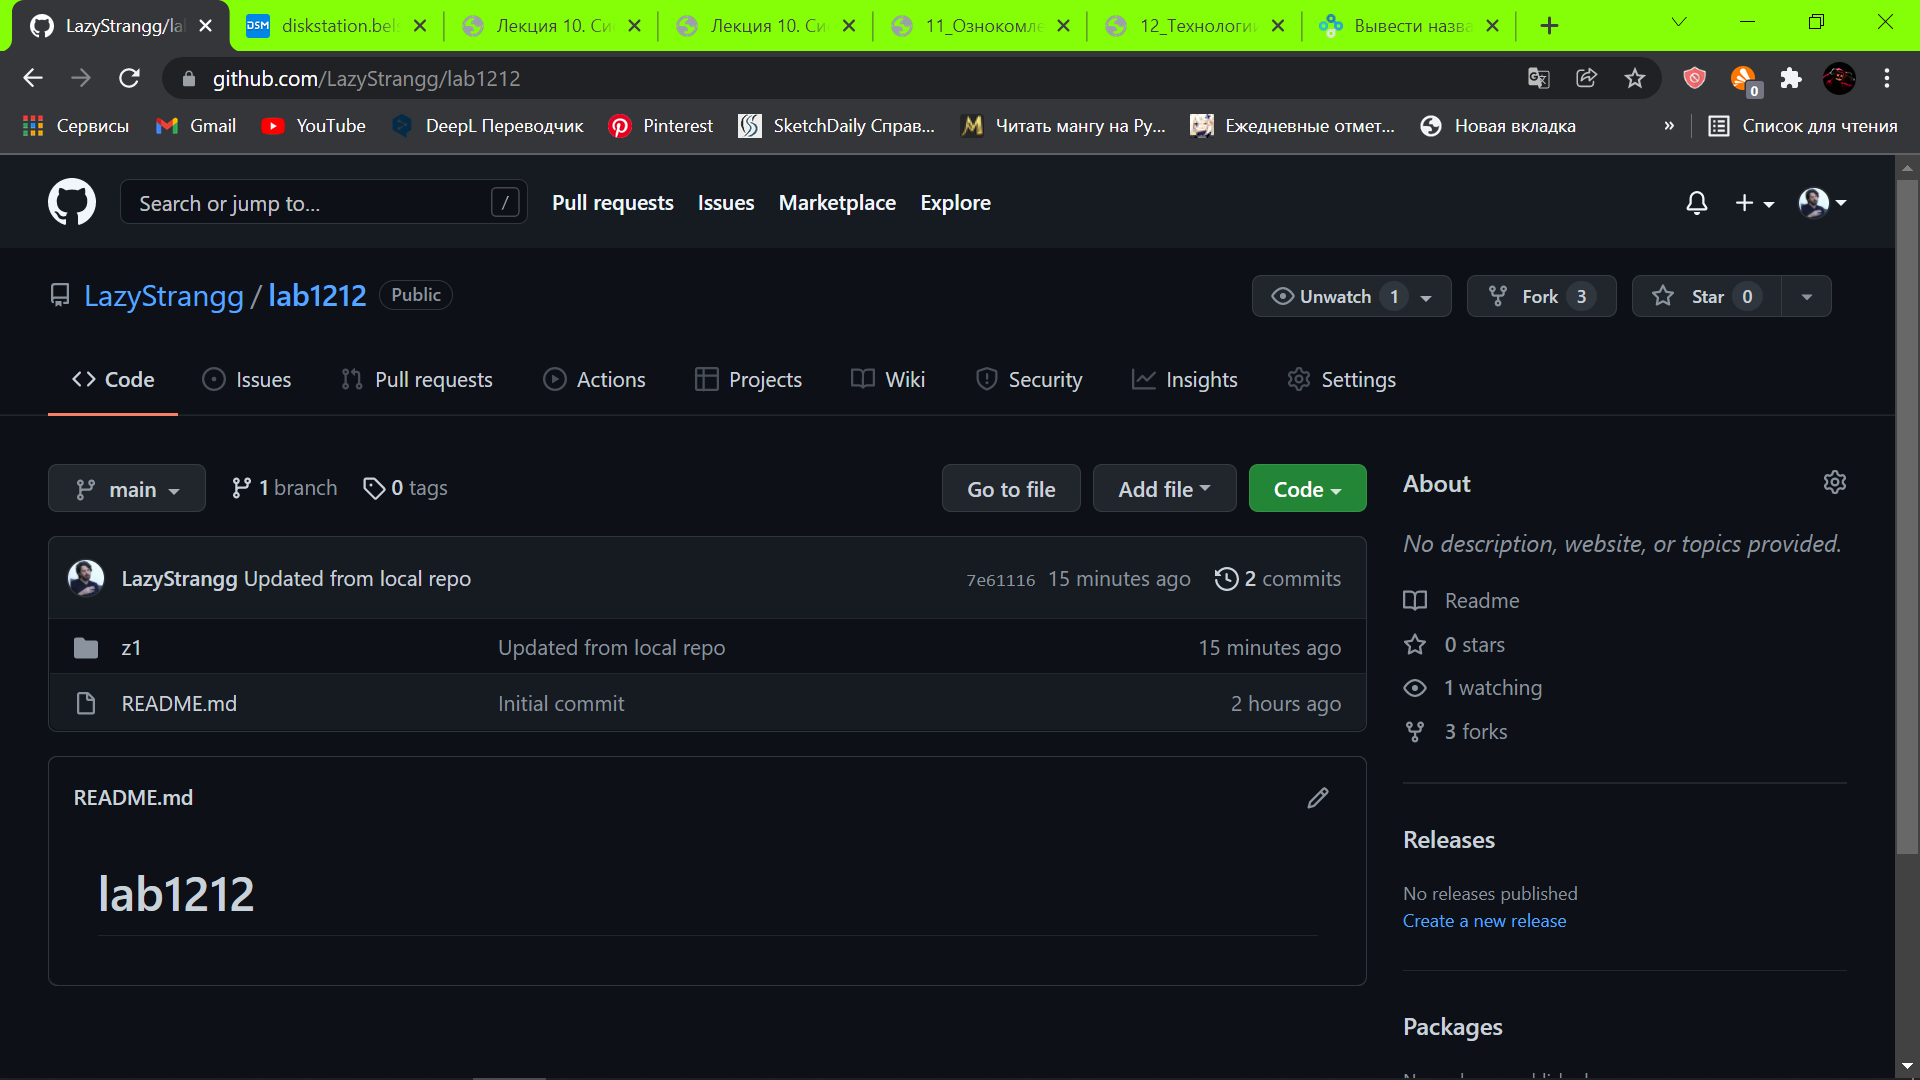 LazyStrangg/la
diskstation.bel
Лекция 10. Си
Лекция 10. Си
11_Ознокомле
12_Технологии
Вывести назва
github.com/LazyStrangg/lab1212
0
Сервисы
Gmail
YouTube
DeepL Переводчик
Pinterest
SketchDaily Справ...
Читать мангу на Ру...
Ежедневные отмет...
Новая вкладка
»
Список для чтения
Search or jump to... /
Pull requests
Issues
Marketplace
Explore
LazyStrangg / lab1212 Public
Unwatch 1
Fork 3
Star 0
Code
Issues
Pull requests
Actions
Projects
Wiki
Security
Insights
Settings
main
1 branch
0 tags
Go to file
Add file
Code
LazyStrangg Updated from local repo 7e61116 15 minutes ago 2 commits
z1 Updated from local repo 15 minutes ago
README.md Initial commit 2 hours ago
README.md
lab1212
About
No description, website, or topics provided.
Readme
0 stars
1 watching
3 forks
Releases
No releases published
Create a new release
Packages